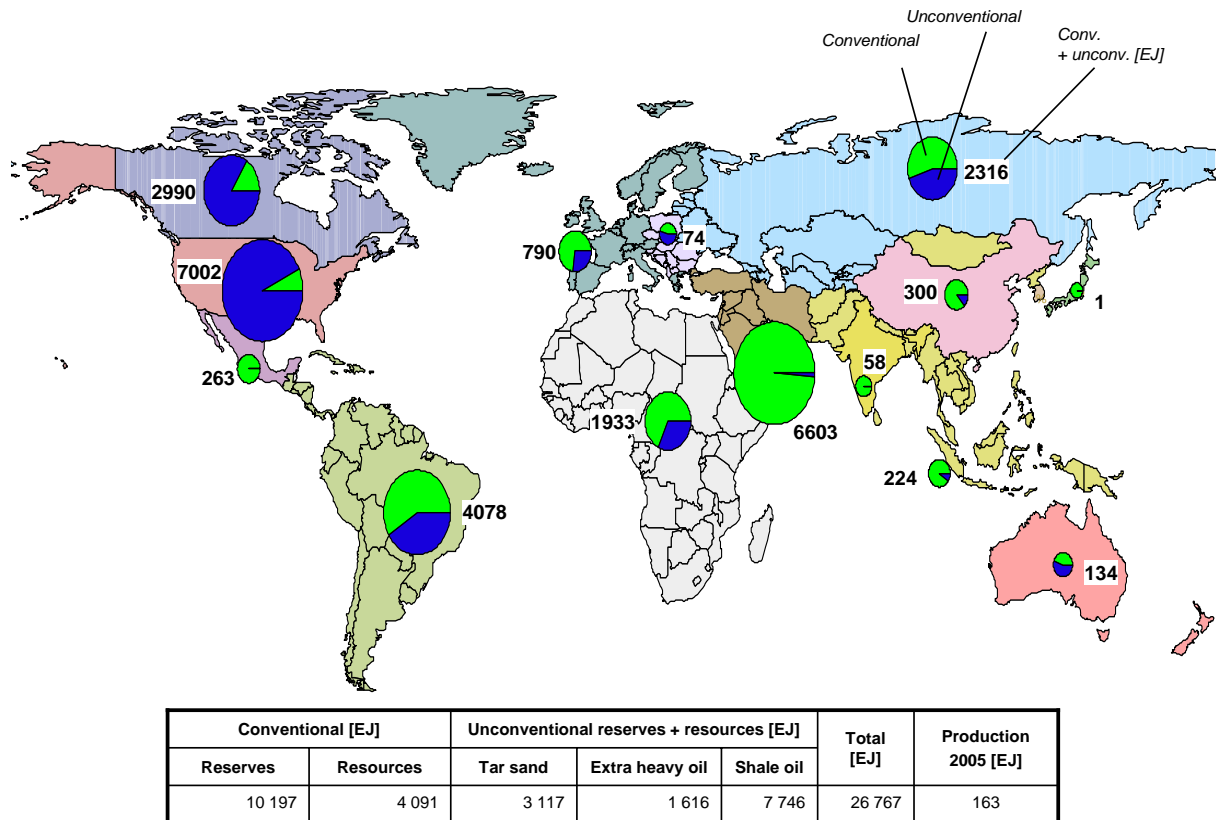 Unconventional
Conventional
Conv.
+ unconv. [EJ]
2990
2316
7002
790
74
300
1
263
58
1933
6603
224
4078
134
Conventional [EJ] Unconventional reserves + resources [EJ] Total [EJ] Production 2005 [EJ]
Reserves Resources Tar sand Extra heavy oil Shale oil
10 197 4 091 3 117 1 616 7 746 26 767 163